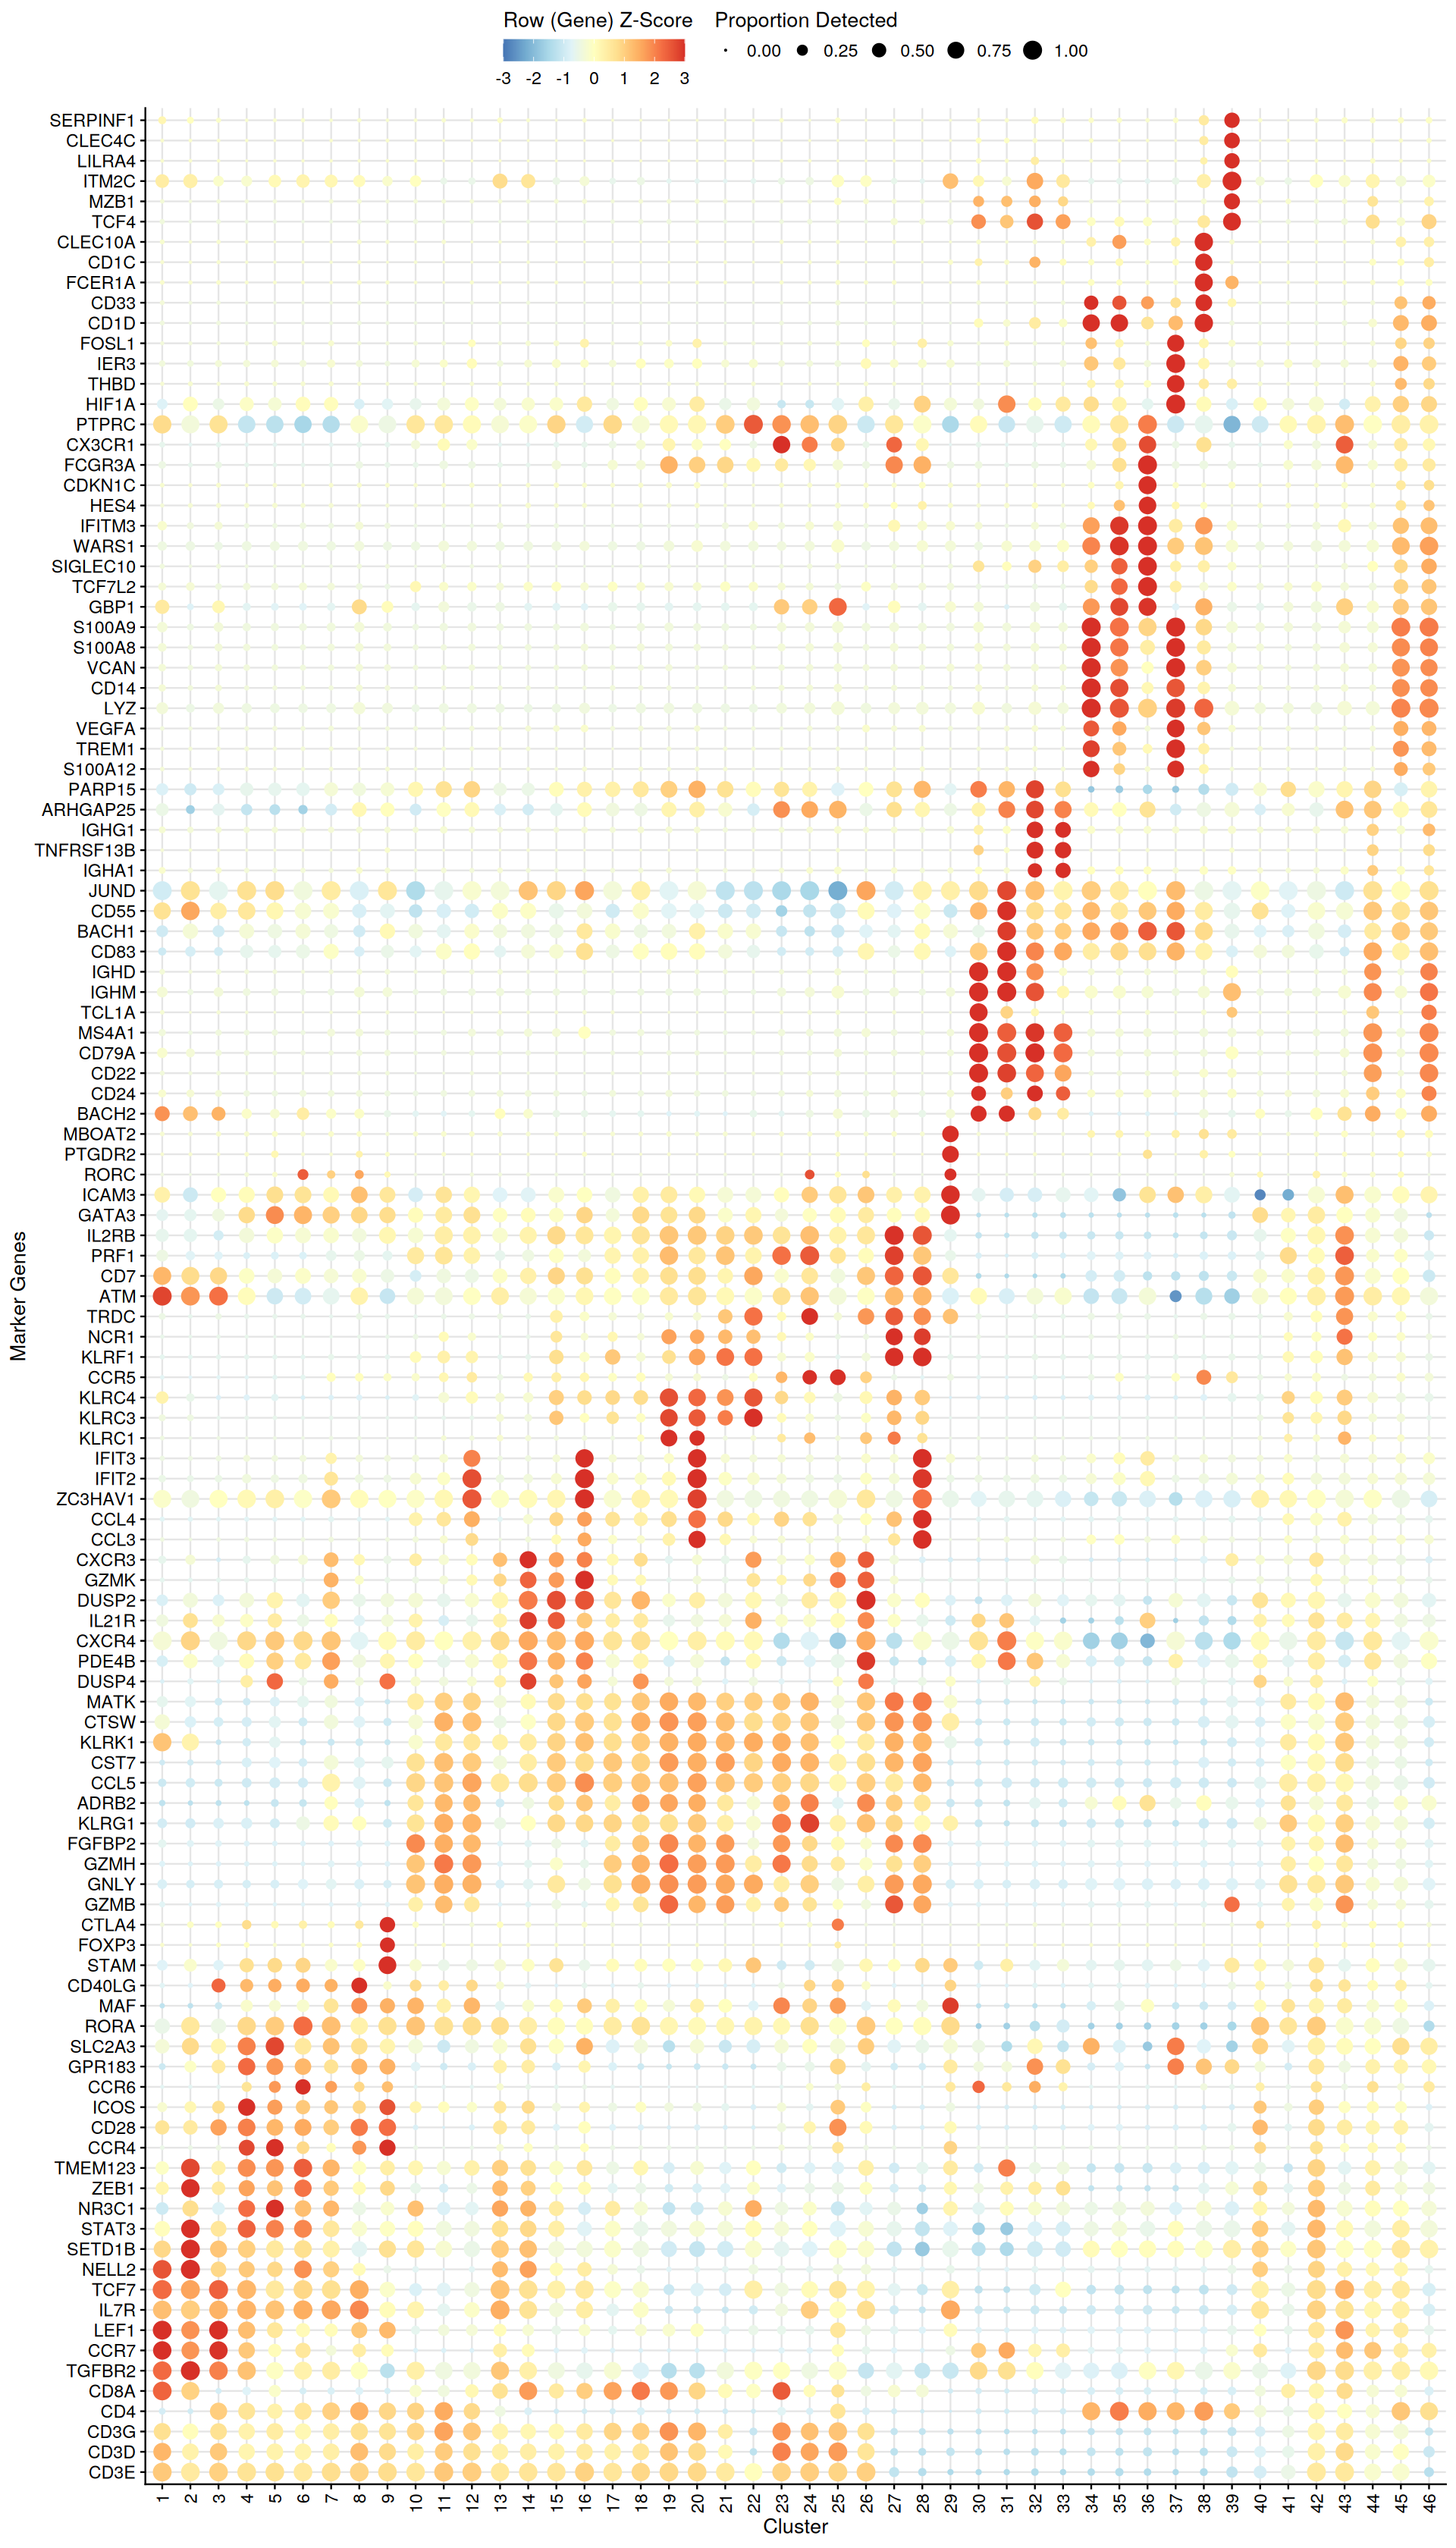 Row (Gene) Z-Score
Proportion Detected
-3 -2 -1 0 1 2 3
0.00 0.25 0.50 0.75 1.00
Marker Genes
SERPINF1
CLEC4C
LILRA4
ITM2C
MZB1
TCF4
CLEC10A
CD1C
FCER1A
CD33
CD1D
FOSL1
IER3
THBD
HIF1A
PTPRC
CX3CR1
FCGR3A
CDKN1C
HES4
IFITM3
WARS1
SIGLEC10
TCF7L2
GBP1
S100A9
S100A8
VCAN
CD14
LYZ
VEGFA
TREM1
S100A12
PARP15
ARHGAP25
IGHG1
TNFRSF13B
IGHA1
JUND
CD55
BACH1
CD83
IGHD
IGHM
TCL1A
MS4A1
CD79A
CD22
CD24
BACH2
MBOAT2
PTGDR2
RORC
ICAM3
GATA3
IL2RB
PRF1
CD7
ATM
TRDC
NCR1
KLRF1
CCR5
KLRC4
KLRC3
KLRC1
IFIT3
IFIT2
ZC3HAV1
CCL4
CCL3
CXCR3
GZMK
DUSP2
IL21R
CXCR4
PDE4B
DUSP4
MATK
CTSW
KLRK1
CST7
CCL5
ADRB2
KLRG1
FGFBP2
GZMH
GNLY
GZMB
CTLA4
FOXP3
STAM
CD40LG
MAF
RORA
SLC2A3
GPR183
CCR6
ICOS
CD28
CCR4
TMEM123
ZEB1
NR3C1
STAT3
SETD1B
NELL2
TCF7
IL7R
LEF1
CCR7
TGFBR2
CD8A
CD4
CD3G
CD3D
CD3E
1 2 3 4 5 6 7 8 9 10 11 12 13 14 15 16 17 18 19 20 21 22 23 24 25 26 27 28 29 30 31 32 33 34 35 36 37 38 39 40 41 42 43 44 45 46
Cluster